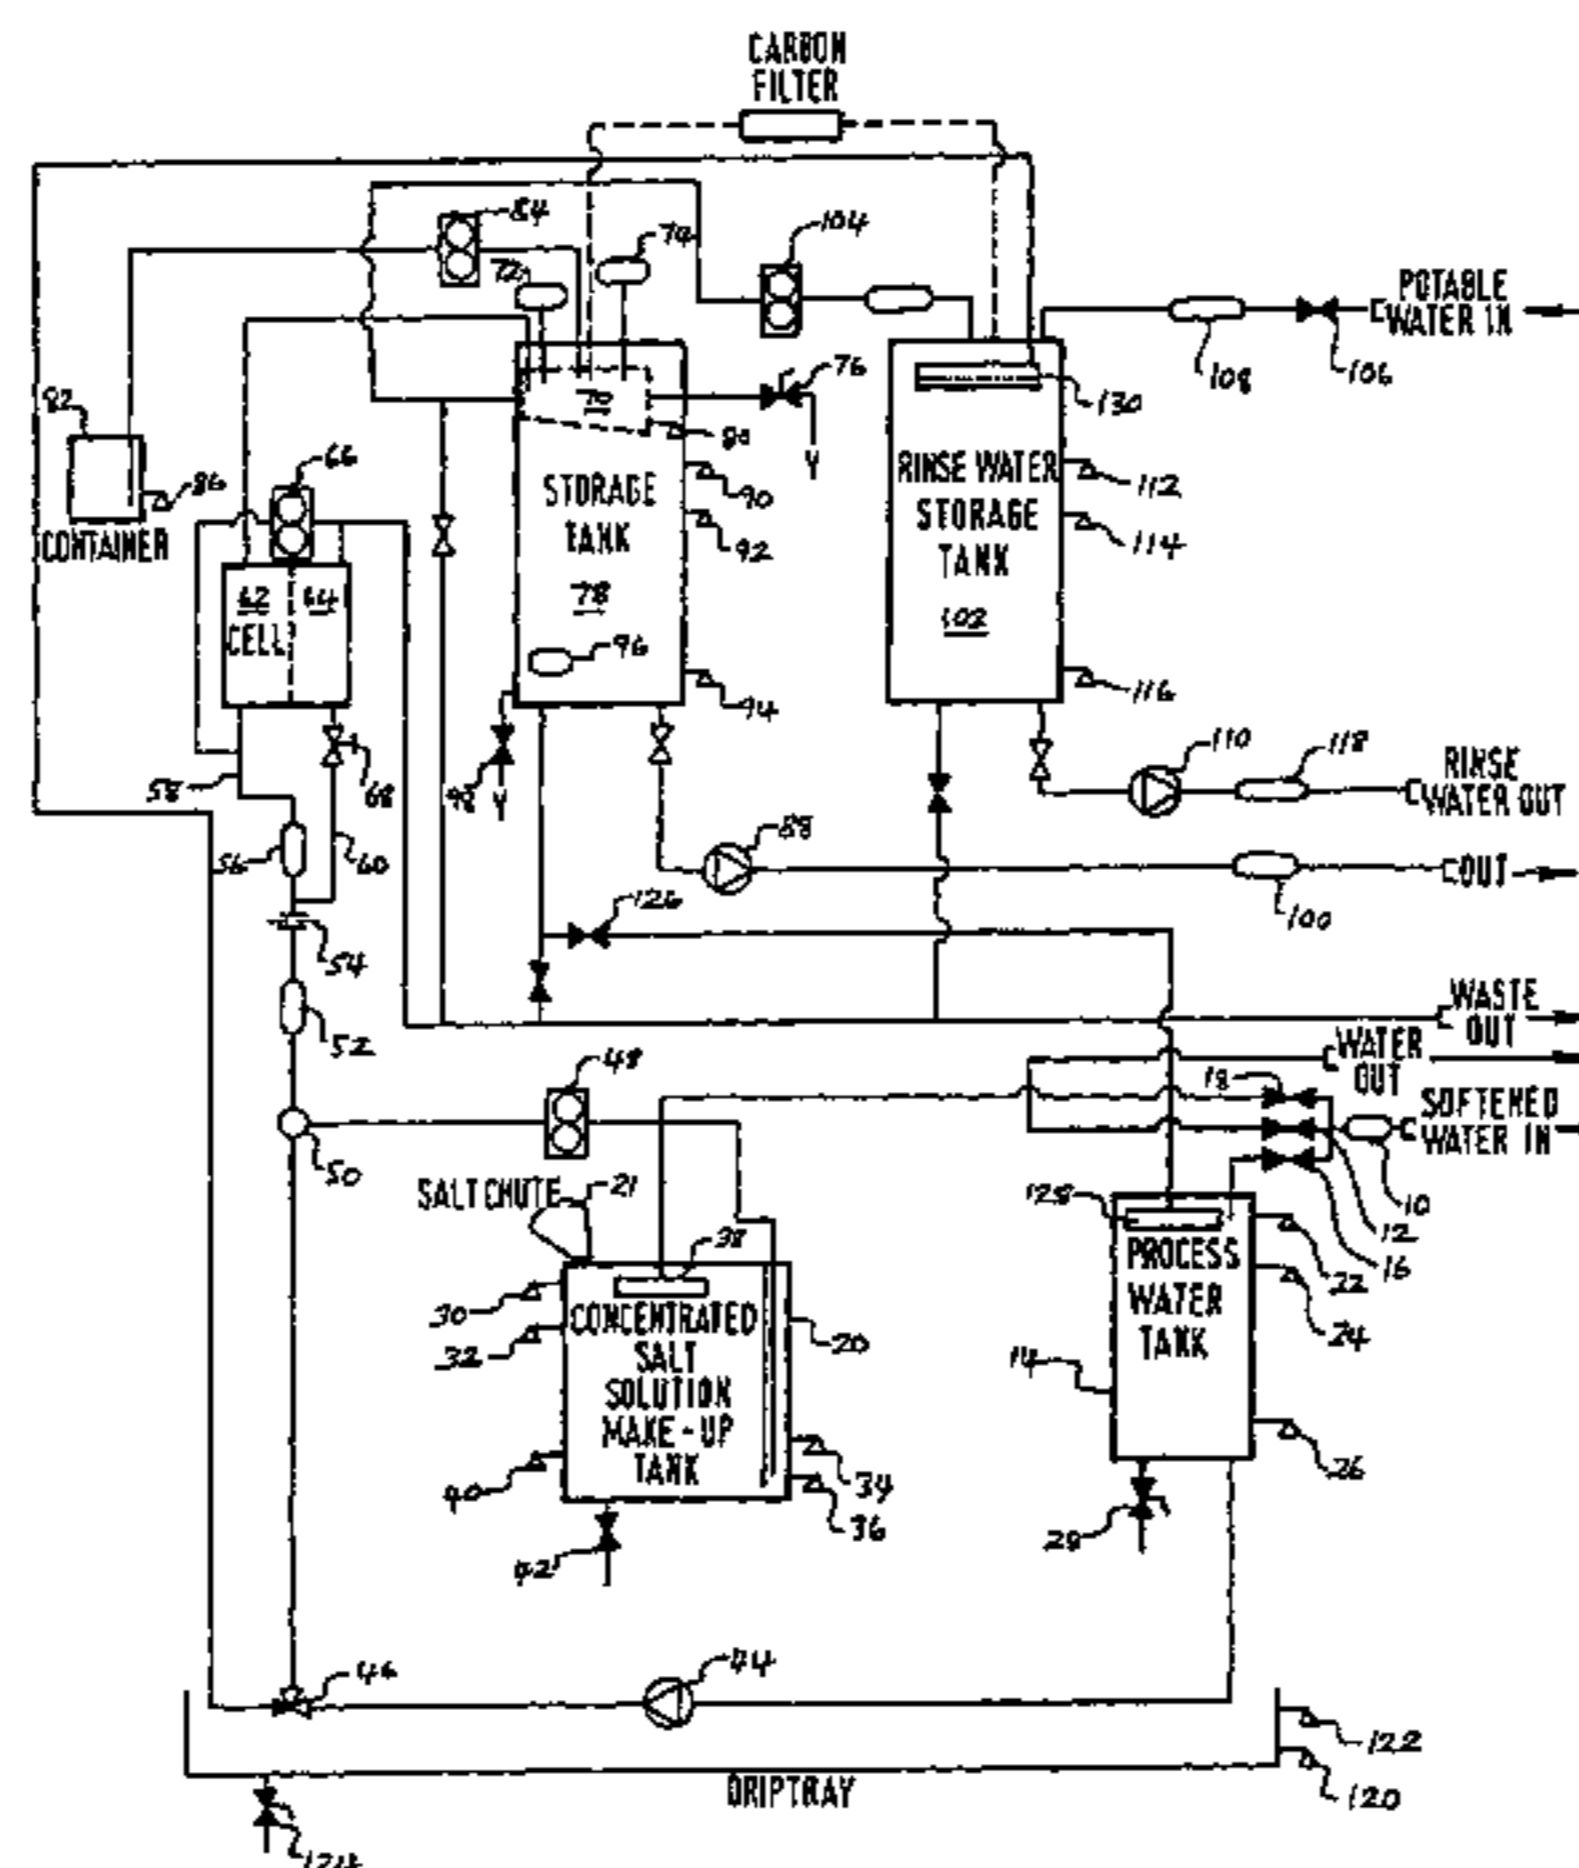 CARBON
FILTER
84
74
72
104
POTABLE
WATER IN
108
106
76
70
130
80
82
66
86
CONTAINER
STORAGE
TANK
78
90
92
RINSE WATER
STORAGE
TANK
102
112
114
62
64
CELL
96
94
116
Y
58
68
98
Y
110
118
RINSE
WATER OUT
56
60
88
OUT
100
126
54
52
WASTE
OUT
WATER
OUT
48
18
SOFTENED
WATER IN
50
SALT CHUTE
21
10
12
16
128
38
PROCESS
WATER
TANK
22
24
30
32
CONCENTRATED
SALT
SOLUTION
MAKE-UP
TANK
20
14
40
34
36
26
42
28
46
44
122
120
DRIPTRAY
124